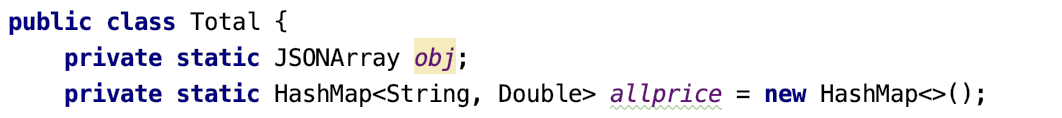 public class Total {
    private static JSONArray obj;
    private static HashMap<String, Double> allprice = new HashMap<>();